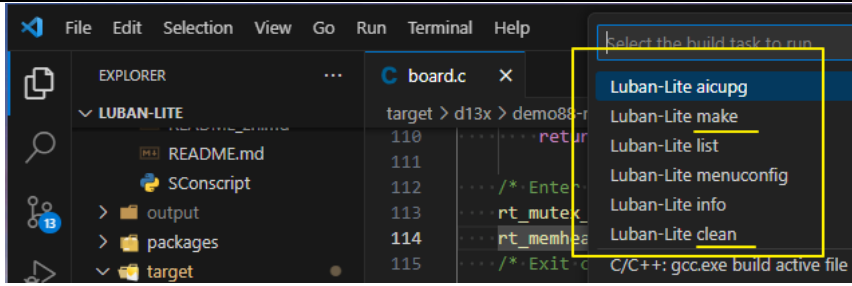 File Edit Selection View Go Run Terminal Help
Select the build task to run
EXPLORER ...
LUBAN-LITE
README_zh.md
README.md
SConscript
13
output
packages
target
C board.c
target > d13x > demo88-
110 retur
111
112 /* Enter
113 rt_mutex_
114 rt_memhea
115 /* Exit c
Luban-Lite aicupg
Luban-Lite make
Luban-Lite list
Luban-Lite menuconfig
Luban-Lite info
Luban-Lite clean
C/C++: gcc.exe build active file